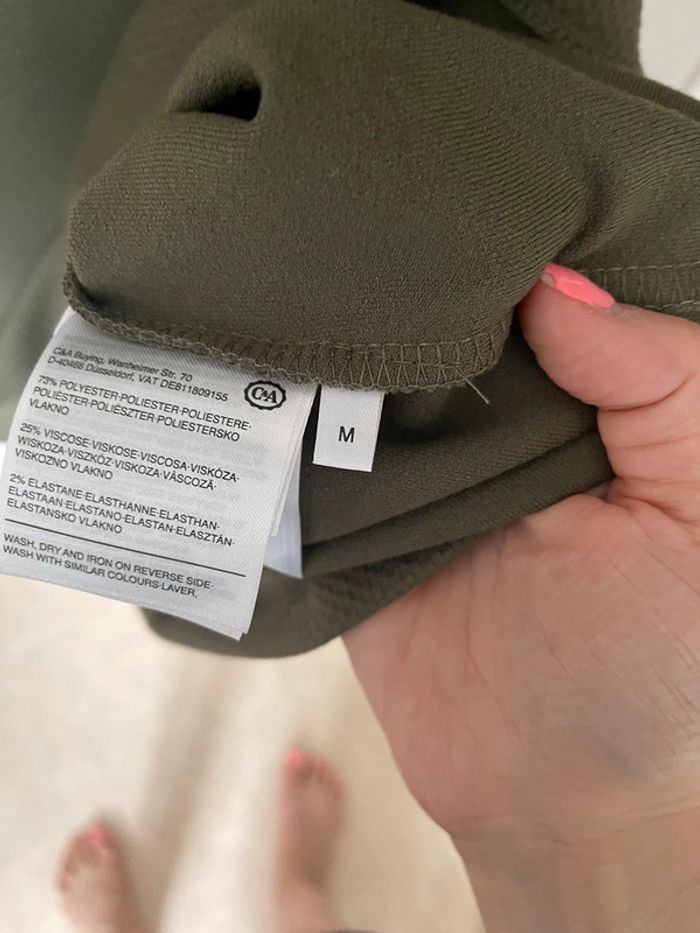 C&A Buying, Wanheimer Str. 70
D-40468 Düsseldorf, VAT DE811809155
C&A
73% POLYESTER·POLIESTER·POLIESTERE·
POLIÉSTER·POLIÉSZTER·POLIESTERSKO
VLAKNO
25% VISCOSE·VISKOSE·VISCOSA·VISKÓZA·
WISKOZA·VISZKÓZ·VISKOZA·VÂSCOZĂ·
VISKOZNO VLAKNO
2% ELASTANE·ELASTHANNE·ELASTHAN·
ELASTAAN·ELASTANO·ELASTAN·ELASZTÁN·
ELASTANSKO VLAKNO
WASH, DRY AND IRON ON REVERSE SIDE·
WASH WITH SIMILAR COLOURS·LAVER,
M